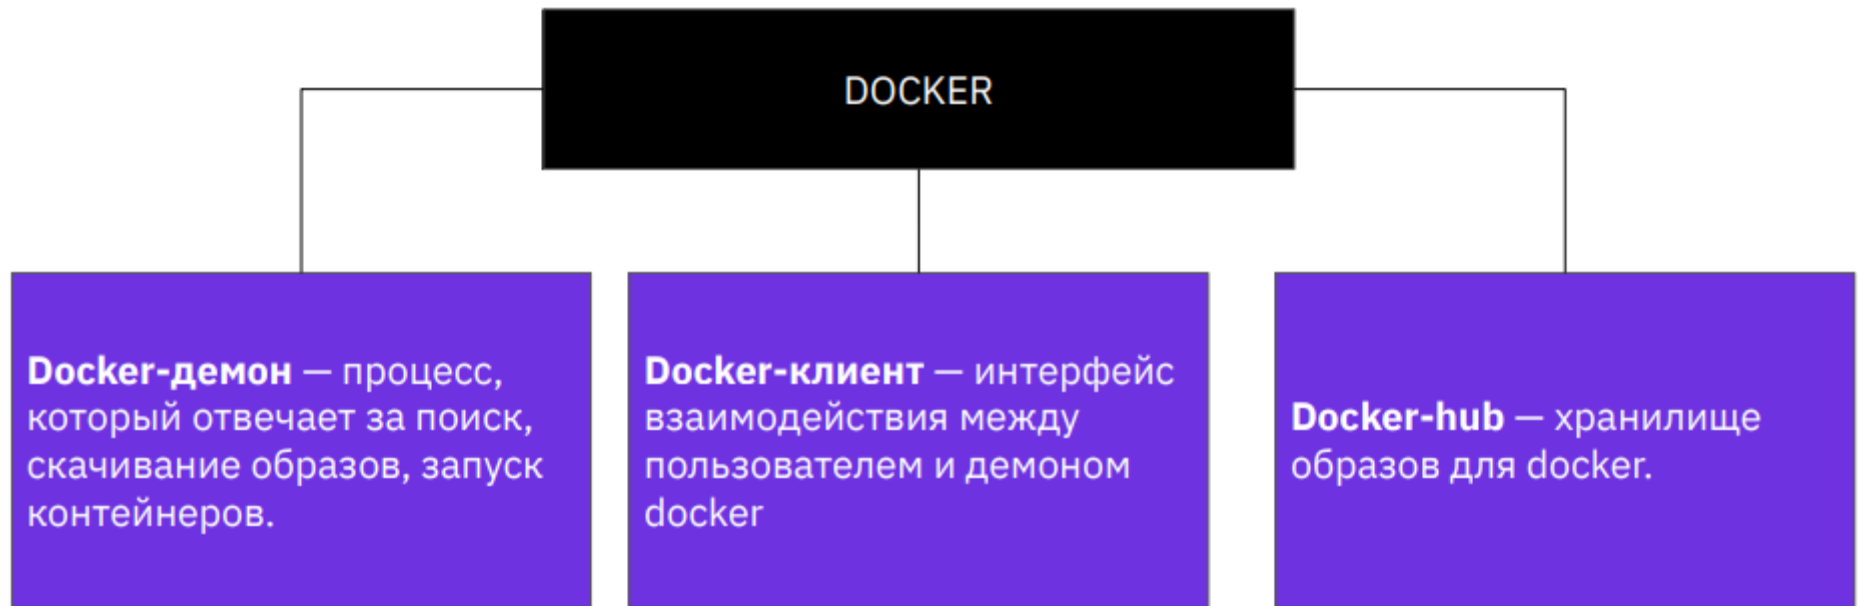 DOCKER
Docker-демон — процесс,
который отвечает за поиск,
скачивание образов, запуск
контейнеров.
Docker-клиент — интерфейс
взаимодействия между
пользователем и демоном
docker
Docker-hub — хранилище
образов для docker.